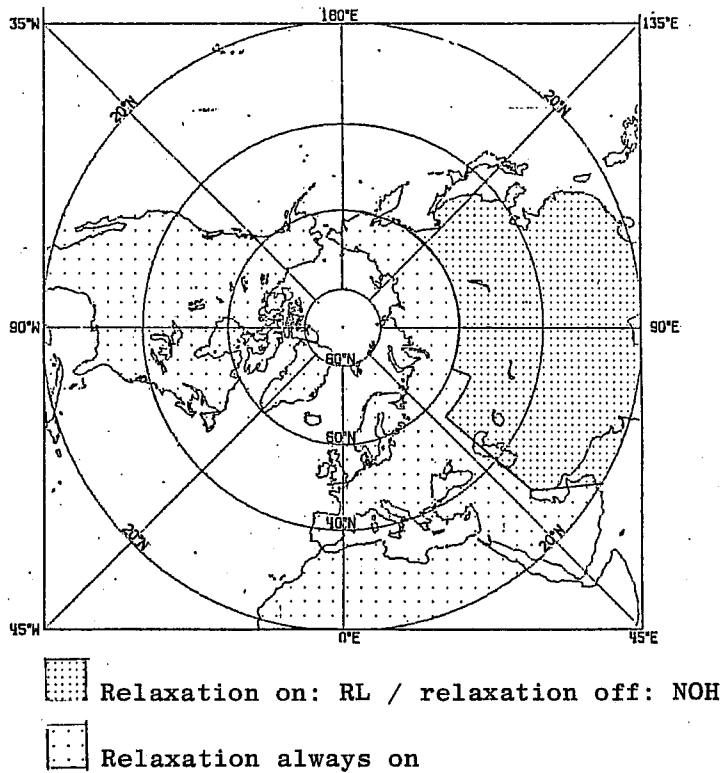 180°E
35°W
135°E
20°N
20°N
90°W
90°E
80°N
60°N
40°N
20°N
20°N
45°W
0°E
45°E
Relaxation on: RL / relaxation off: NOH
Relaxation always on